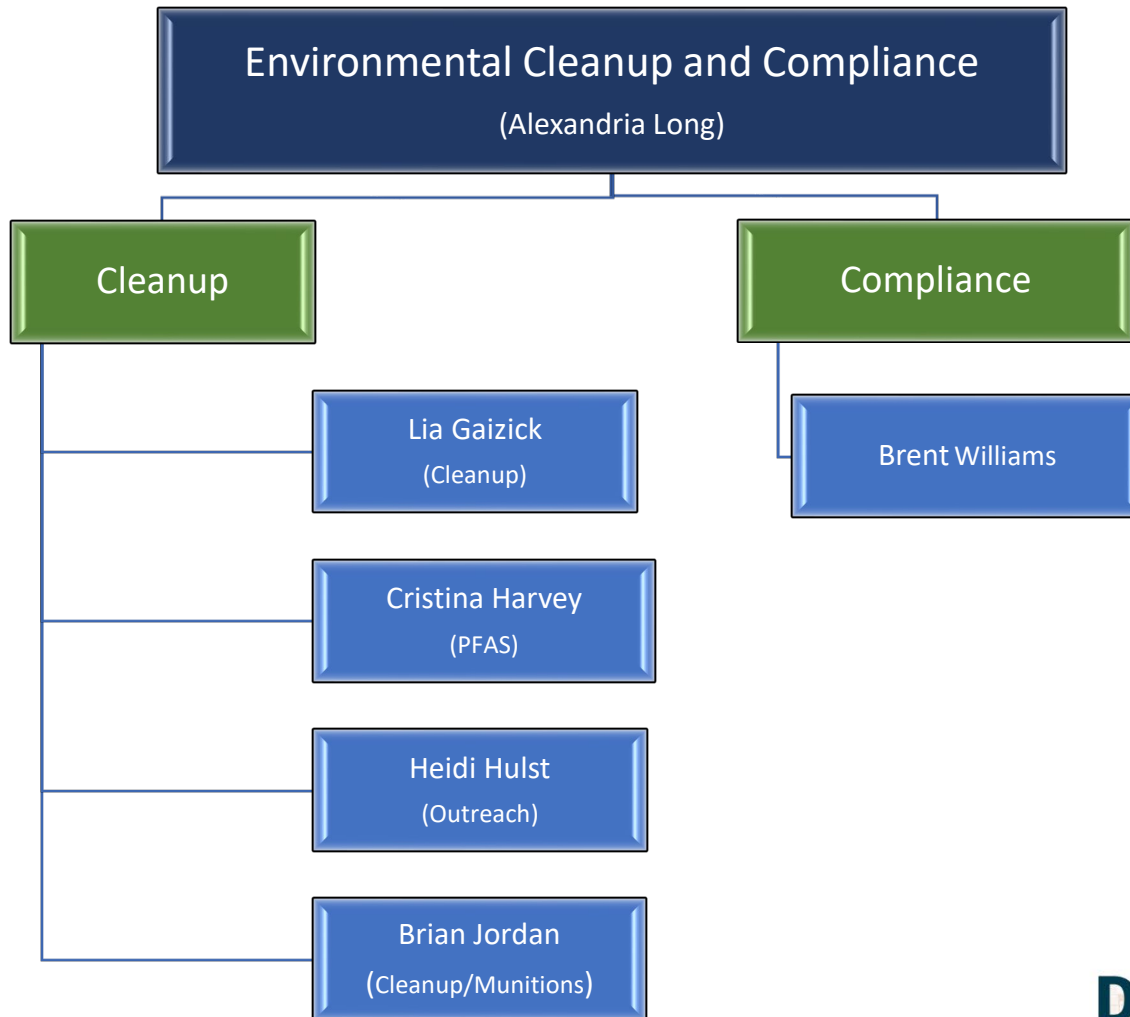 Environmental Cleanup and Compliance
(Alexandria Long)
Cleanup
Compliance
Lia Gaizick
(Cleanup)
Brent Williams
Cristina Harvey
(PFAS)
Heidi Hulst
(Outreach)
Brian Jordan
(Cleanup/Munitions)
D